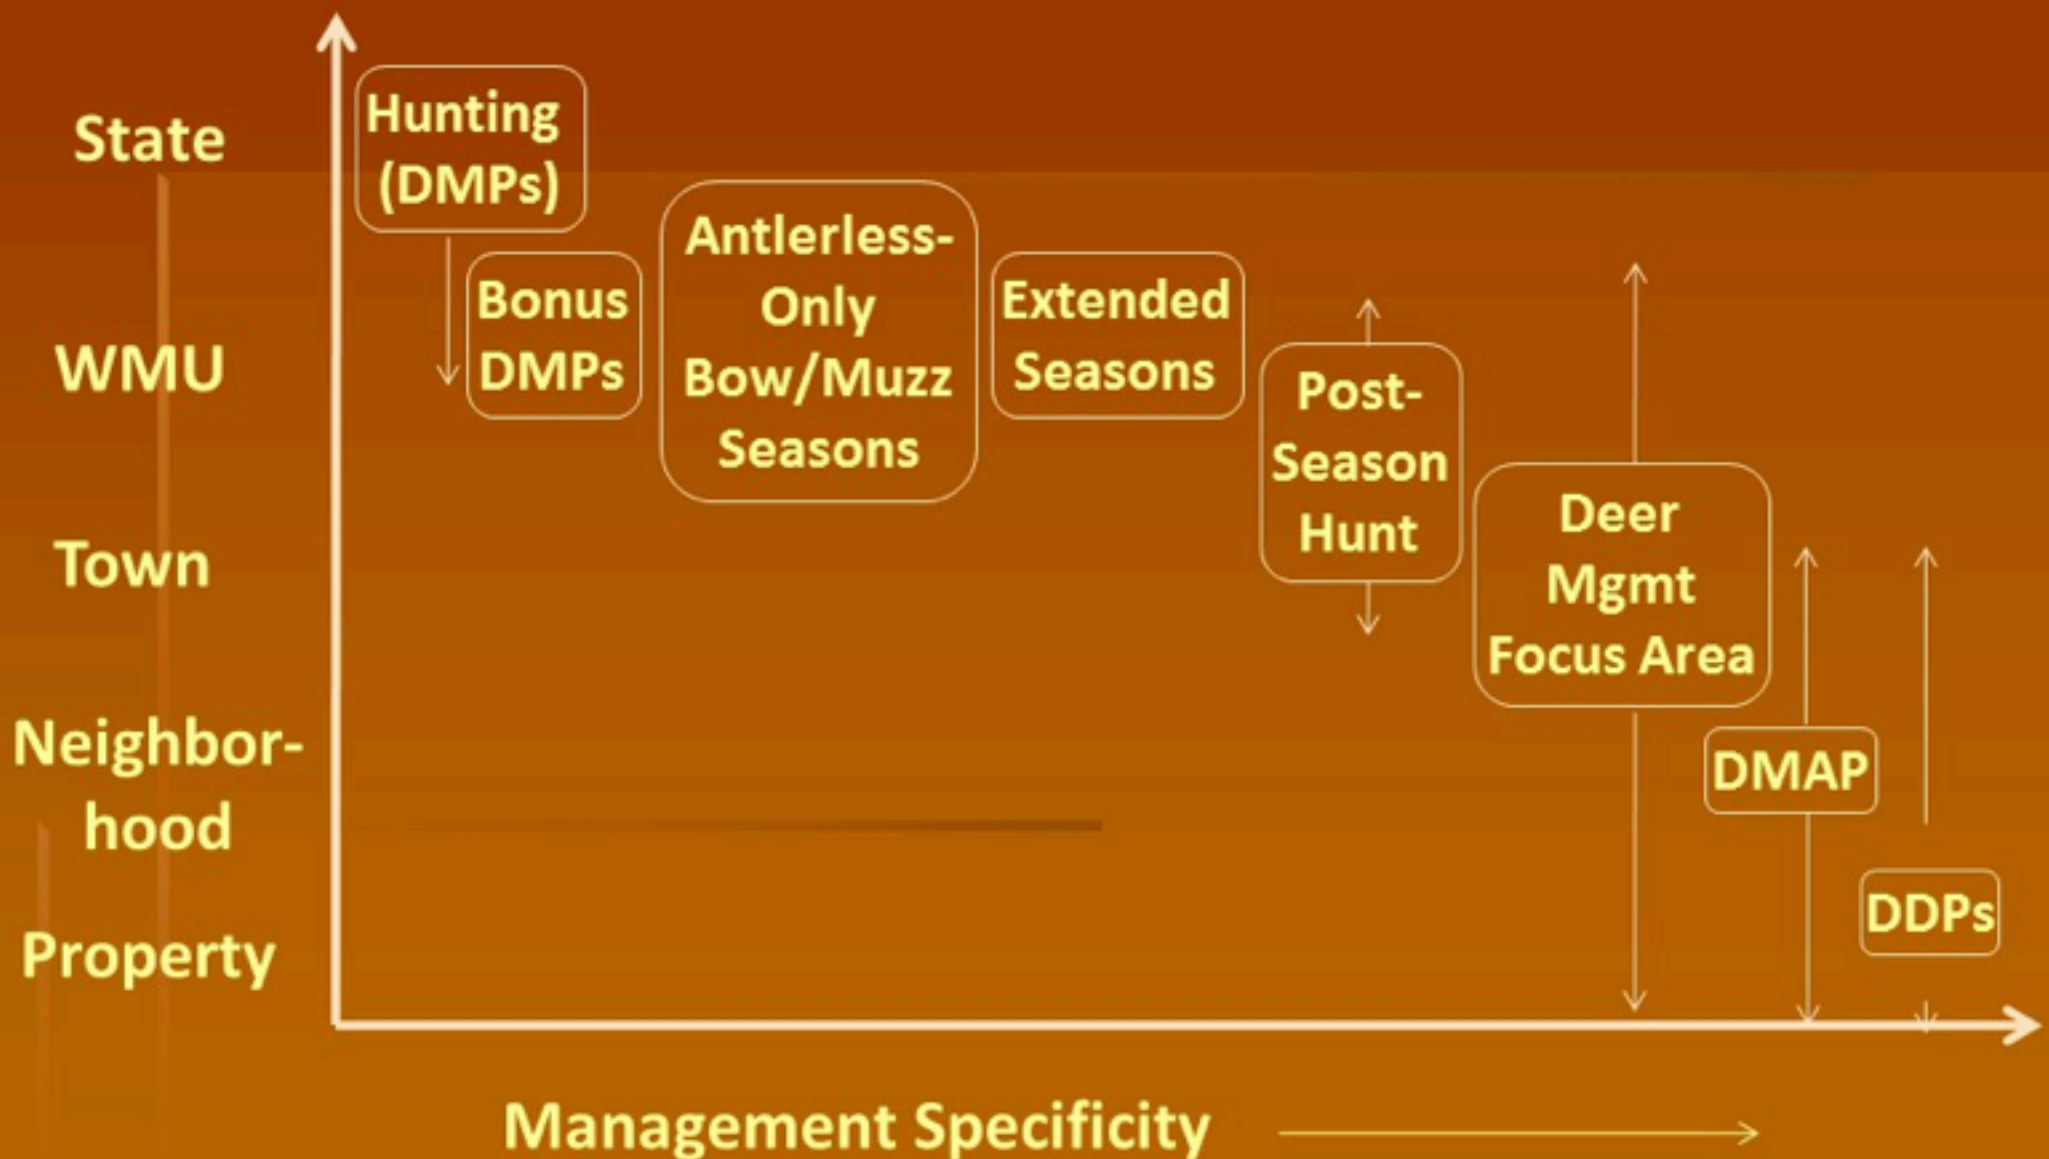 State
WMU
Town
Neighbor-
hood
Property
Hunting
(DMPs)
Bonus
DMPs
Antlerless-
Only
Bow/Muzz
Seasons
Extended
Seasons
Post-
Season
Hunt
Deer
Mgmt
Focus Area
DMAP
DDPs
Management Specificity